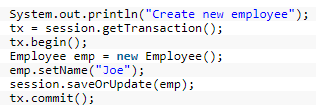 System.out.println("Create new employee");
tx = session.getTransaction();
tx.begin();
Employee emp = new Employee();
emp.setName("Joe");
session.saveOrUpdate(emp);
tx.commit();